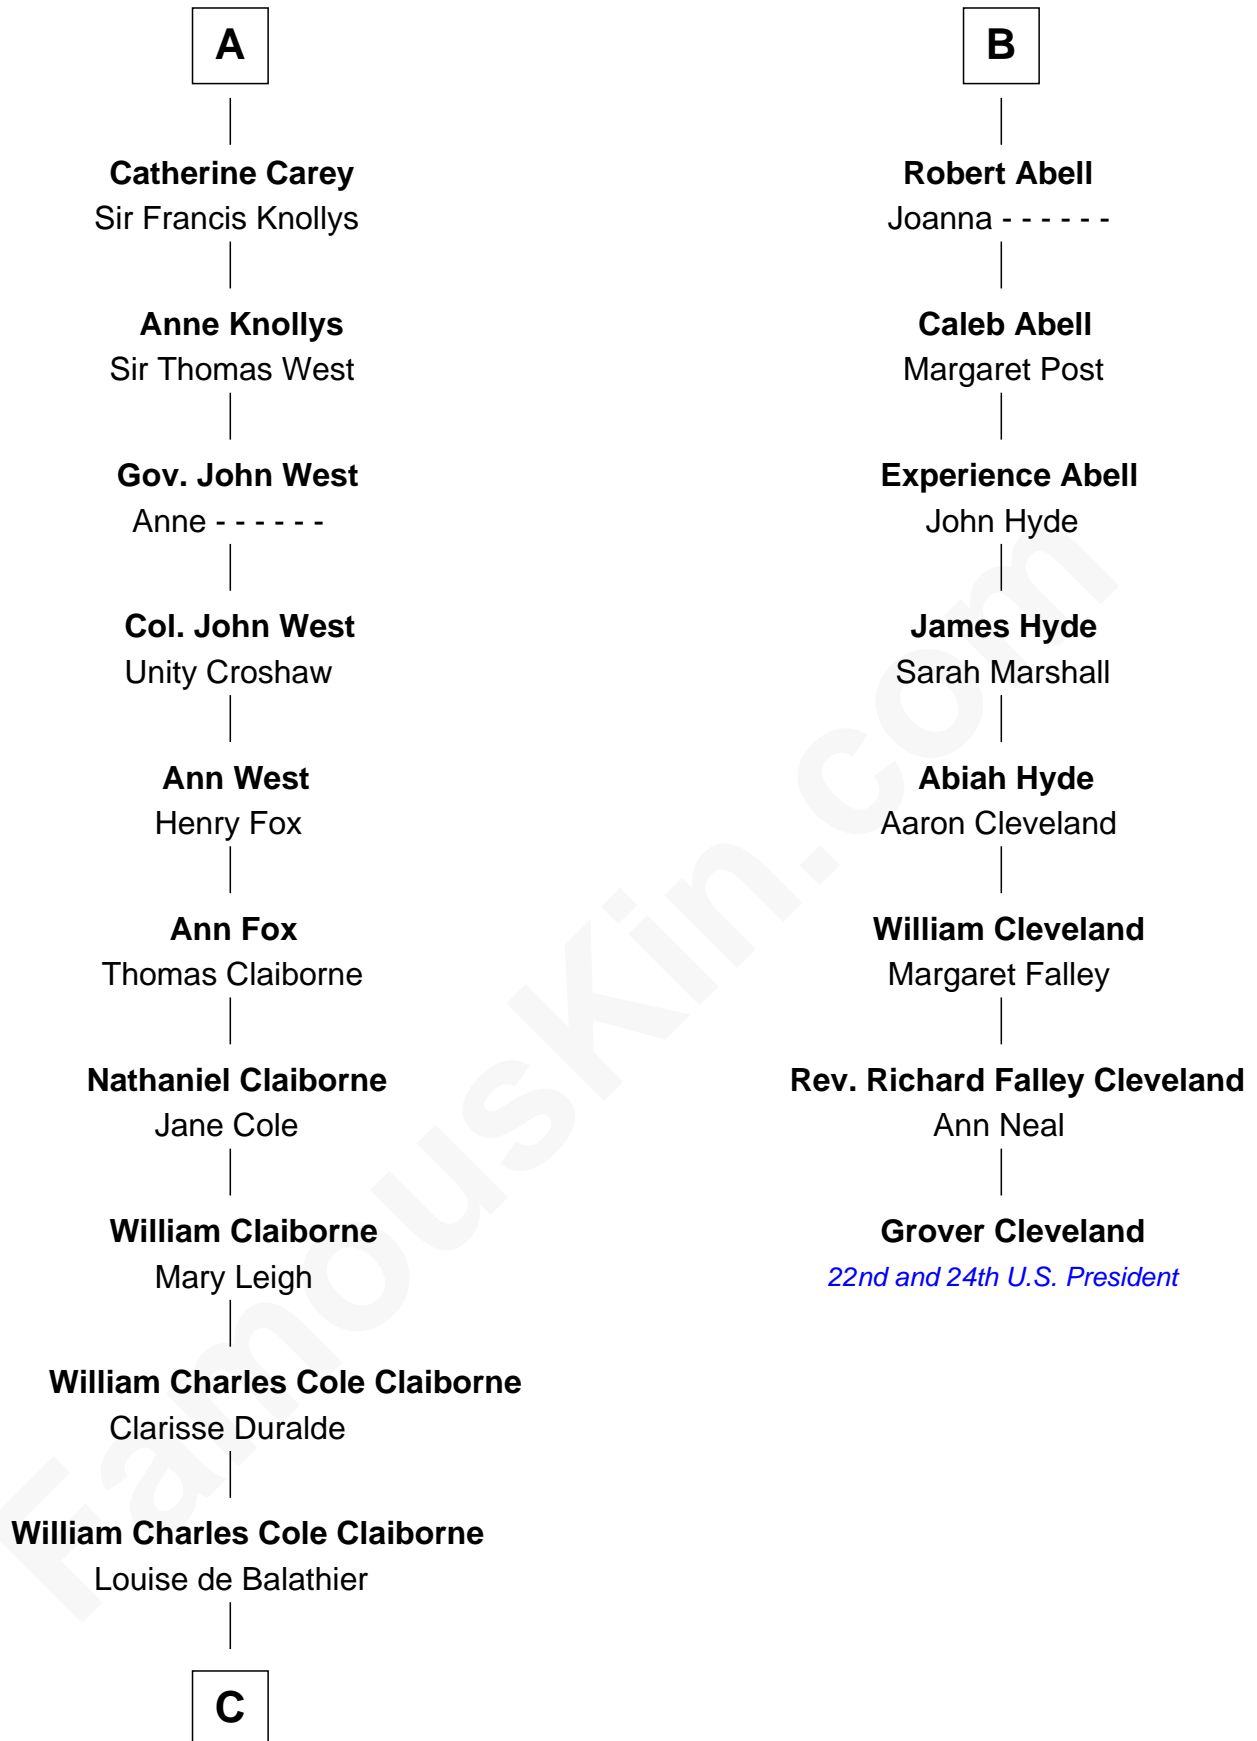 A
Catherine Carey
Sir Francis Knollys
Anne Knollys
Sir Thomas West
Gov. John West
Anne - - - - - -
Col. John West
Unity Croshaw
Ann West
Henry Fox
Ann Fox
Thomas Claiborne
Nathaniel Claiborne
Jane Cole
William Claiborne
Mary Leigh
William Charles Cole Claiborne
Clarisse Duralde
William Charles Cole Claiborne
Louise de Balathier
C
B
Robert Abell
Joanna - - - - - -
Caleb Abell
Margaret Post
Experience Abell
John Hyde
James Hyde
Sarah Marshall
Abiah Hyde
Aaron Cleveland
William Cleveland
Margaret Falley
Rev. Richard Falley Cleveland
Ann Neal
Grover Cleveland
22nd and 24th U.S. President
FamousKin.com